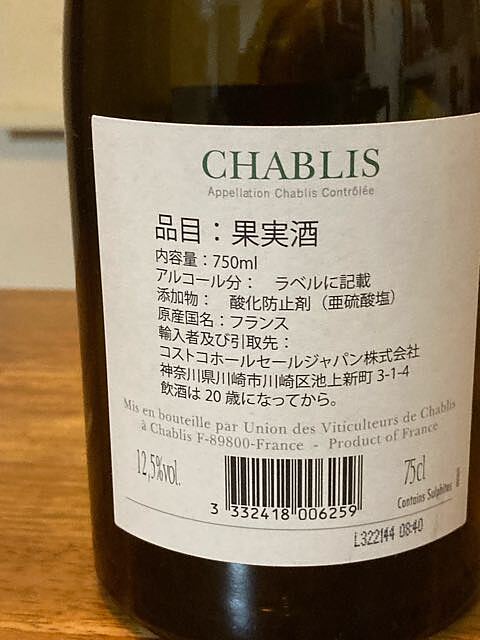 CHABLIS
Appellation Chablis Contrôlée
品目：果実酒
内容量：750ml
アルコール分： ラベルに記載
添加物： 酸化防止剤（亜硫酸塩）
原産国名：フランス
輸入者及び引取先：
コストコホールセールジャパン株式会社
神奈川県川崎市川崎区池上新町 3-1-4
飲酒は 20 歳になってから。
Mis en bouteille par Union des Viticulteurs de Chablis
à Chablis F-89800-France - Product of France
12,5%vol.
75cl
Contains Sulphites
3 332418 006259
L322144 08:40